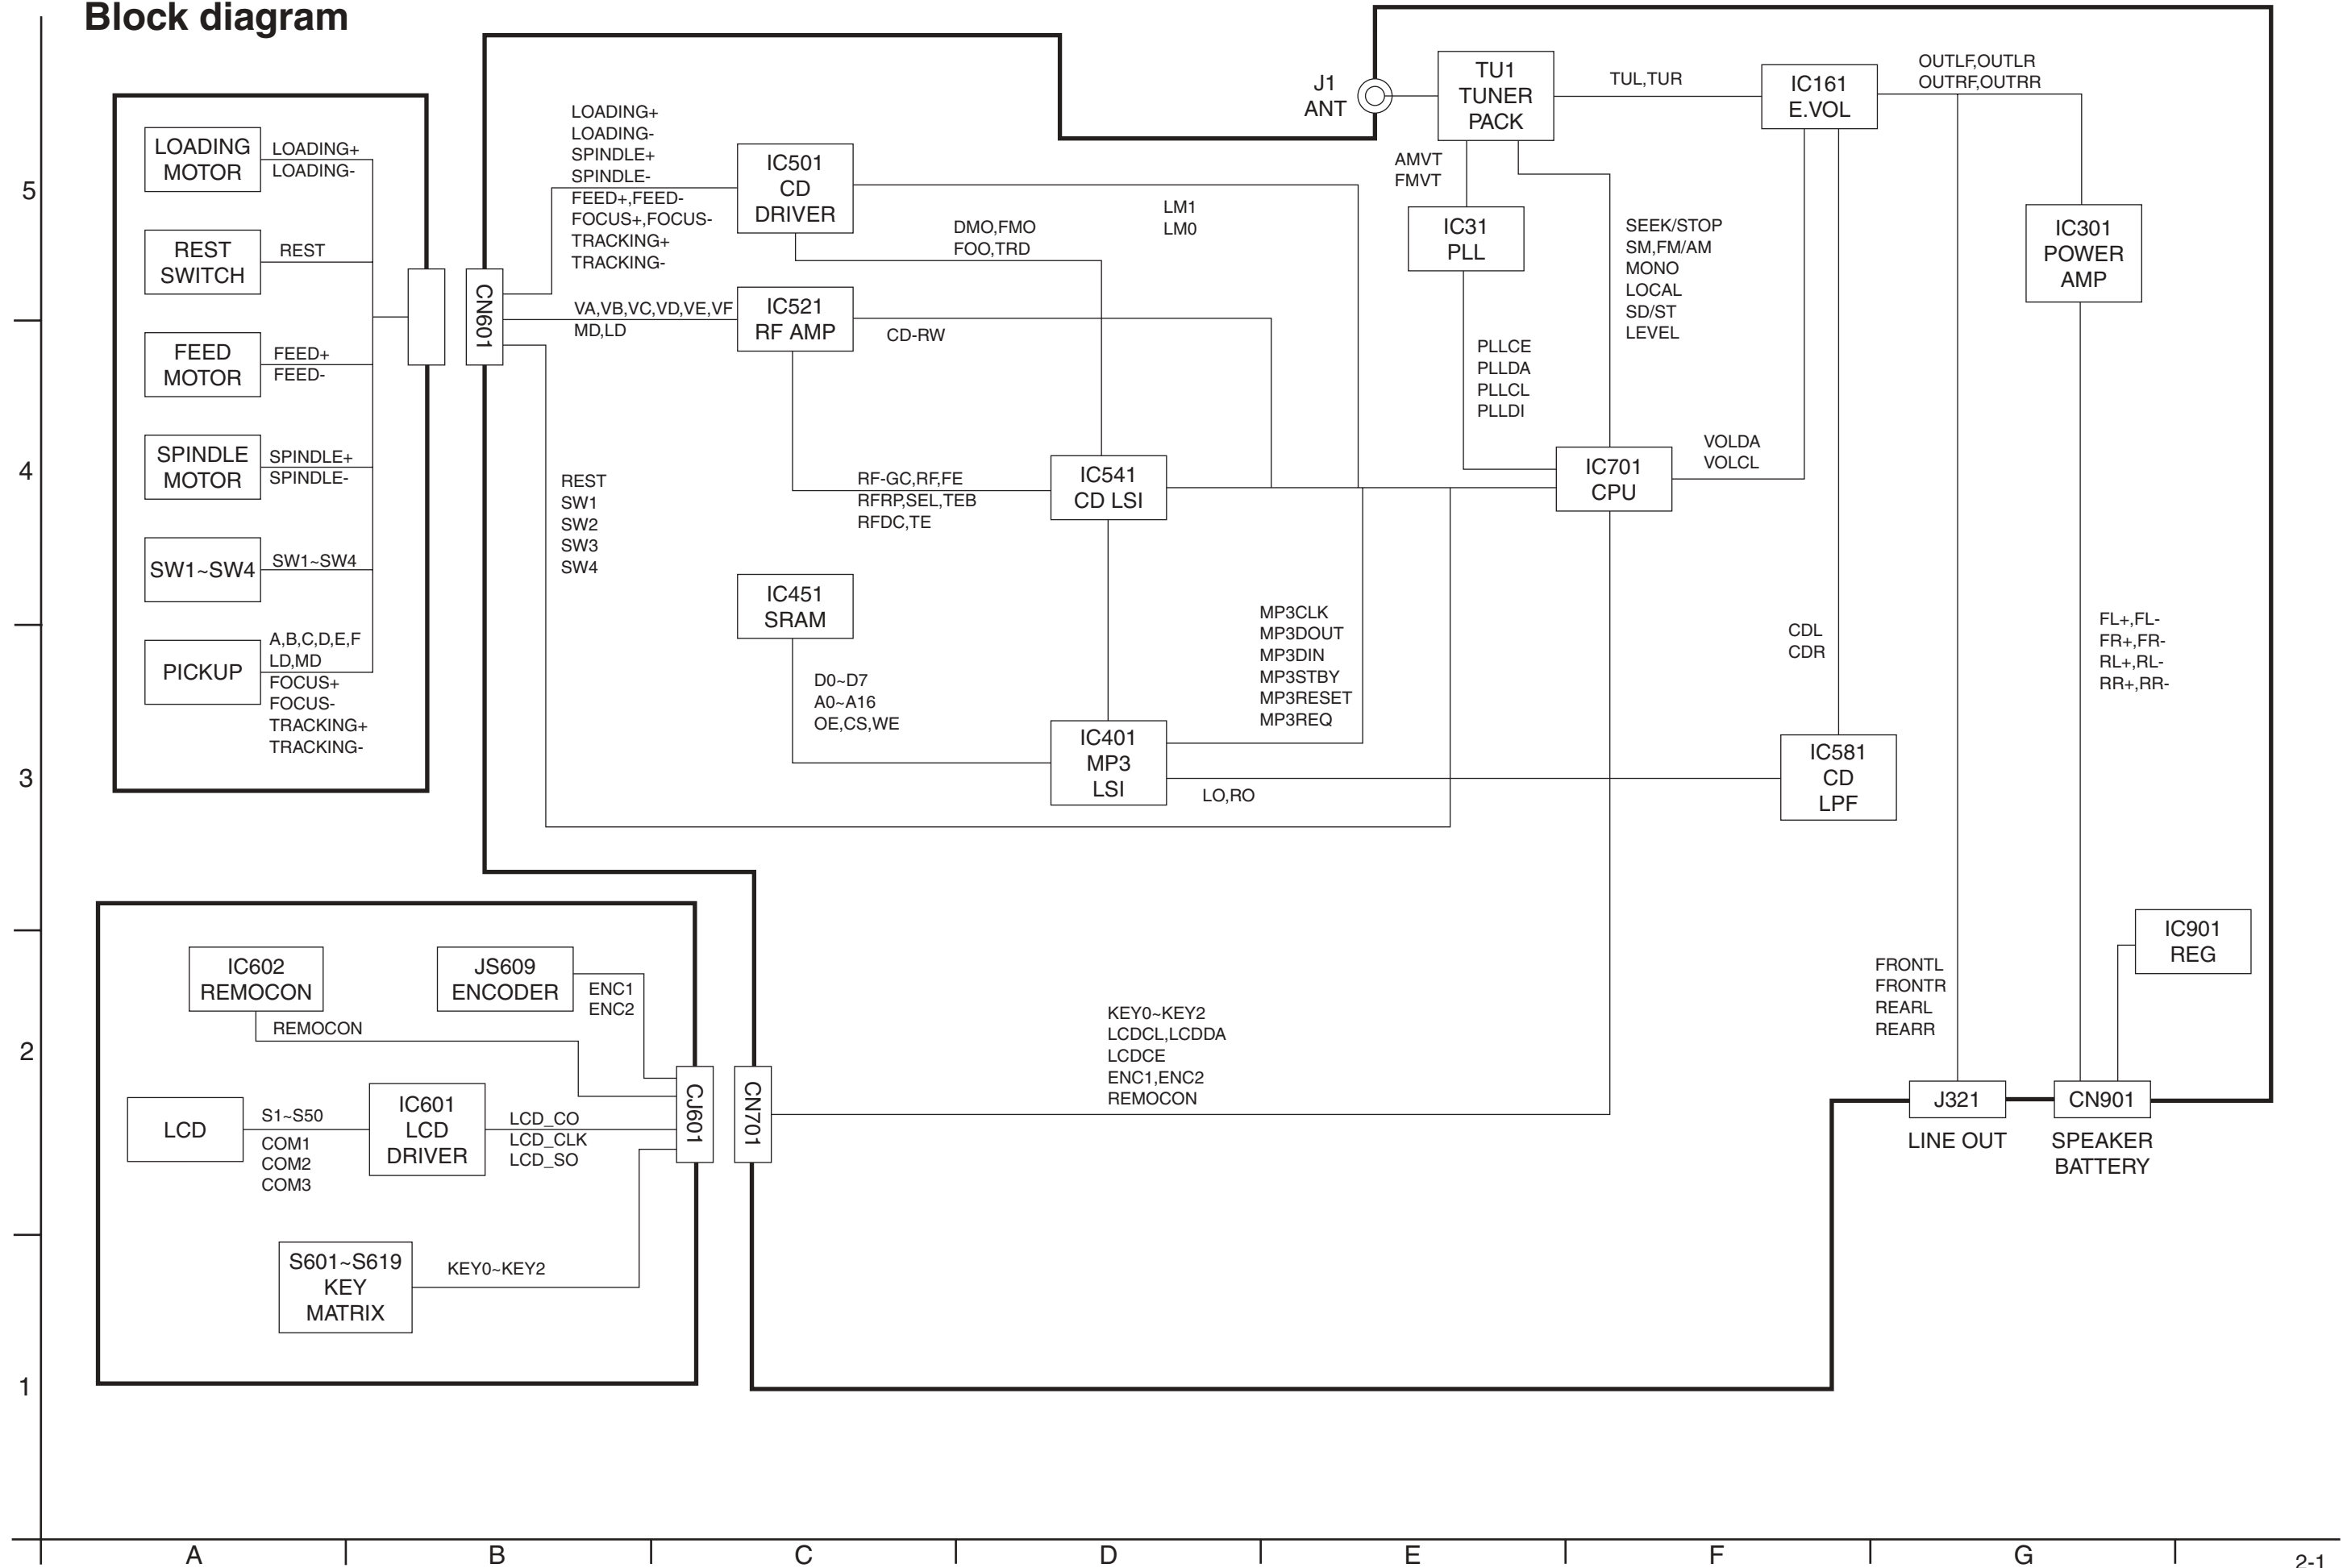 Block diagram
LOADING
MOTOR
LOADING+
LOADING-
REST
SWITCH
REST
FEED
MOTOR
FEED+
FEED-
SPINDLE
MOTOR
SPINDLE+
SPINDLE-
SW1~SW4
SW1~SW4
PICKUP
A,B,C,D,E,F
LD,MD
FOCUS+
FOCUS-
TRACKING+
TRACKING-
CN601
LOADING+
LOADING-
SPINDLE+
SPINDLE-
FEED+,FEED-
FOCUS+,FOCUS-
TRACKING+
TRACKING-
VA,VB,VC,VD,VE,VF
MD,LD
REST
SW1
SW2
SW3
SW4
IC501
CD
DRIVER
DMO,FMO
FOO,TRD
LM1
LM0
IC521
RF AMP
CD-RW
RF-GC,RF,FE
RFRP,SEL,TEB
RFDC,TE
IC541
CD LSI
IC451
SRAM
D0~D7
A0~A16
OE,CS,WE
IC401
MP3
LSI
MP3CLK
MP3DOUT
MP3DIN
MP3STBY
MP3RESET
MP3REQ
LO,RO
J1
ANT
TU1
TUNER
PACK
TUL,TUR
AMVT
FMVT
IC31
PLL
PLLCE
PLLDA
PLLCL
PLLDI
SEEK/STOP
SM,FM/AM
MONO
LOCAL
SD/ST
LEVEL
IC701
CPU
VOLDA
VOLCL
IC161
E.VOL
OUTLF,OUTLR
OUTRF,OUTRR
IC301
POWER
AMP
CDL
CDR
FL+,FL-
FR+,FR-
RL+,RL-
RR+,RR-
IC581
CD
LPF
IC901
REG
FRONTL
FRONTR
REARL
REARR
J321
LINE OUT
CN901
SPEAKER
BATTERY
IC602
REMOCON
REMOCON
JS609
ENCODER
ENC1
ENC2
LCD
S1~S50
COM1
COM2
COM3
IC601
LCD
DRIVER
LCD_CO
LCD_CLK
LCD_SO
CJ601
CN701
KEY0~KEY2
LCDCL,LCDDA
LCDCE
ENC1,ENC2
REMOCON
S601~S619
KEY
MATRIX
KEY0~KEY2
5
4
3
2
1
A
B
C
D
E
F
G
2-1